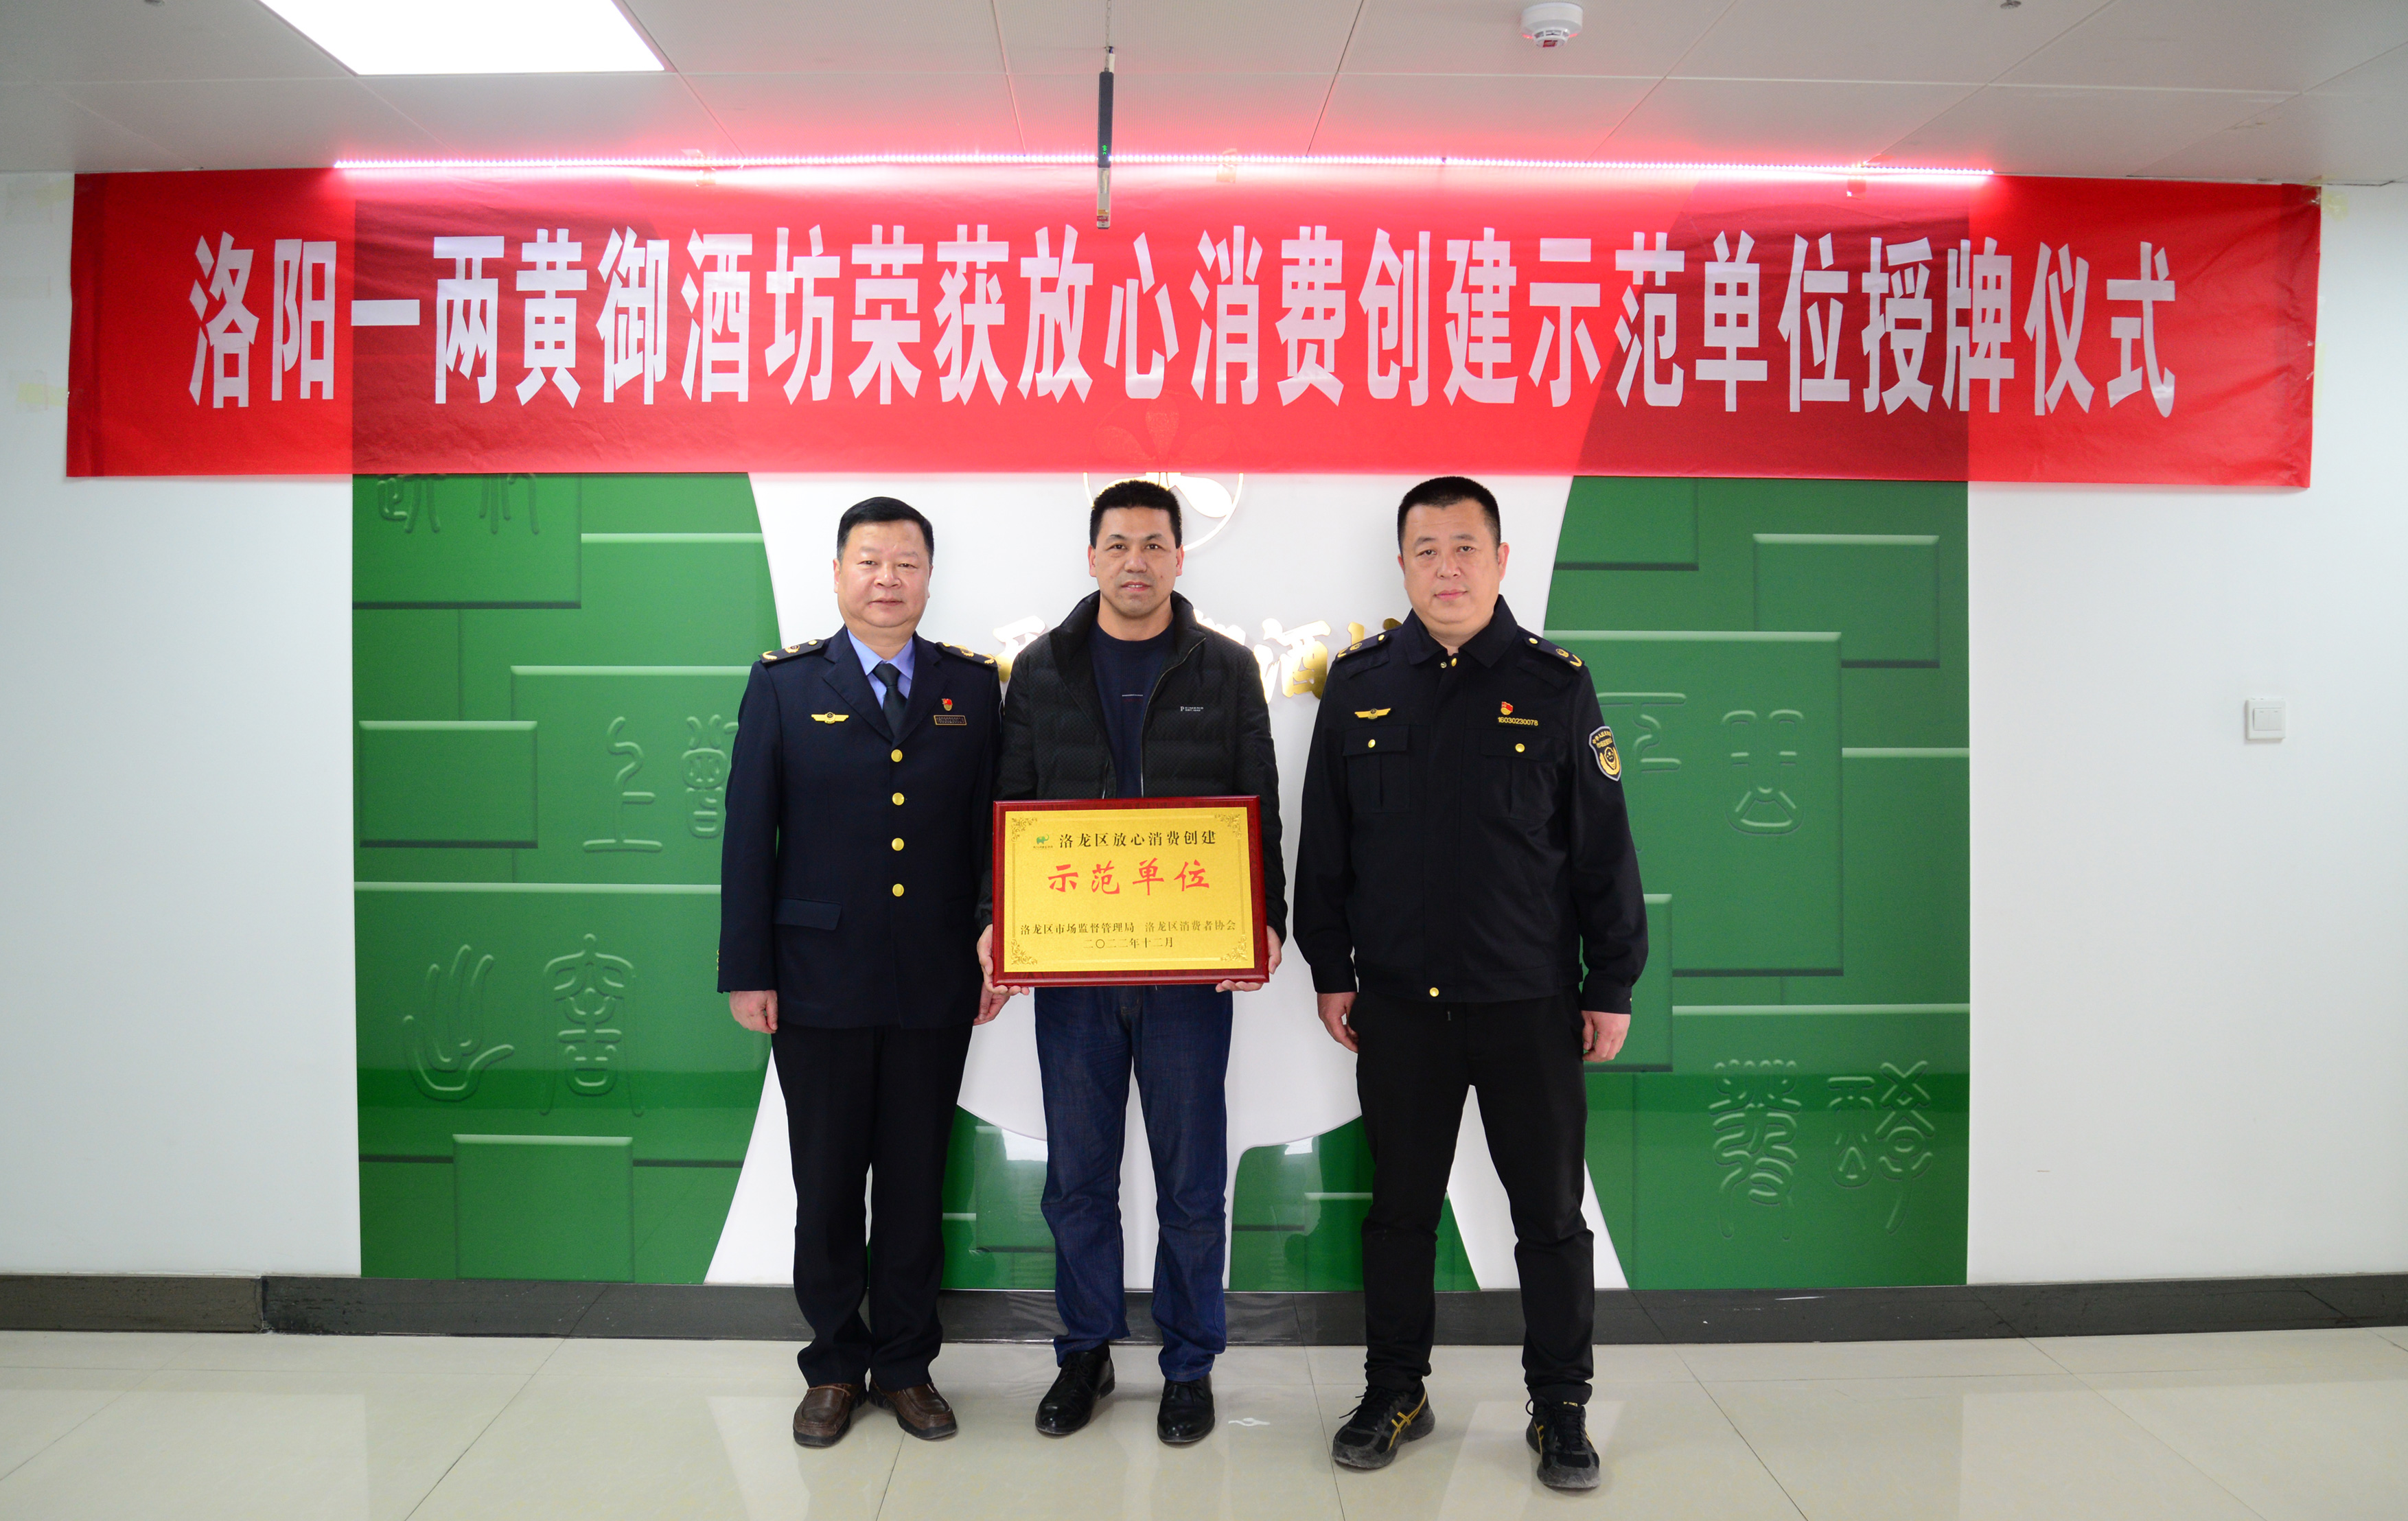 洛阳一两黄御酒坊荣获放心消费创建示范单位授牌仪式
酒坊
16030230078
洛龙区放心消费创建
示范单位
洛龙区市场监督管理局 洛龙区消费者协会
二〇二二年十二月